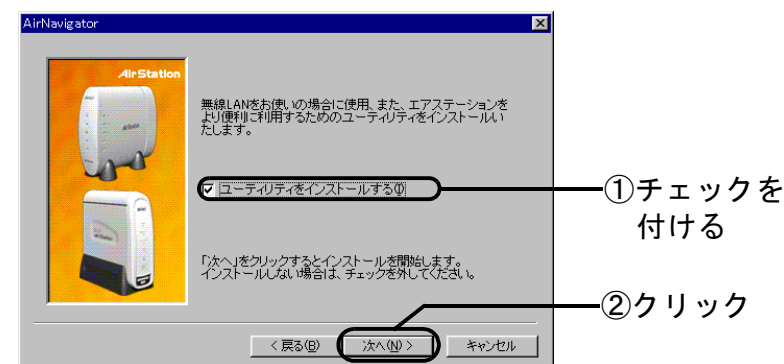 AirNavigator
AirStation
無線LANをお使いの場合に使用、また、エアステーションを
より便利に利用するためのユーティリティをインストールい
たします。
ユーティリティをインストールする(I)
①チェックを
付ける
「次へ」をクリックするとインストールを開始します。
インストールしない場合は、チェックを外してください。
②クリック
< 戻る(B)
次へ(N) >
キャンセル